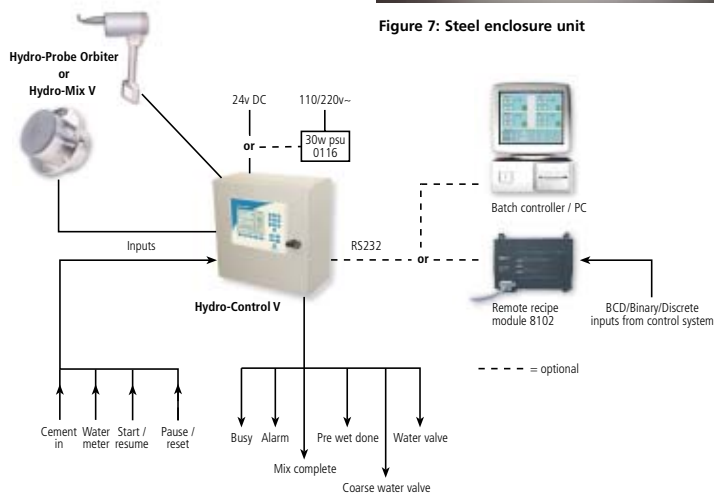 Figure 7: Steel enclosure unit
Hydro-Probe Orbiter
or
Hydro-Mix V
24v DC
110/220v~
or
30w psu
0116
Batch controller / PC
Inputs
RS232
or
Hydro-Control V
Remote recipe
module 8102
BCD/Binary/Discrete
inputs from control system
= optional
Cement
in
Water
meter
Start /
resume
Pause /
reset
Busy
Alarm
Pre wet done
Water valve
Mix complete
Coarse water valve